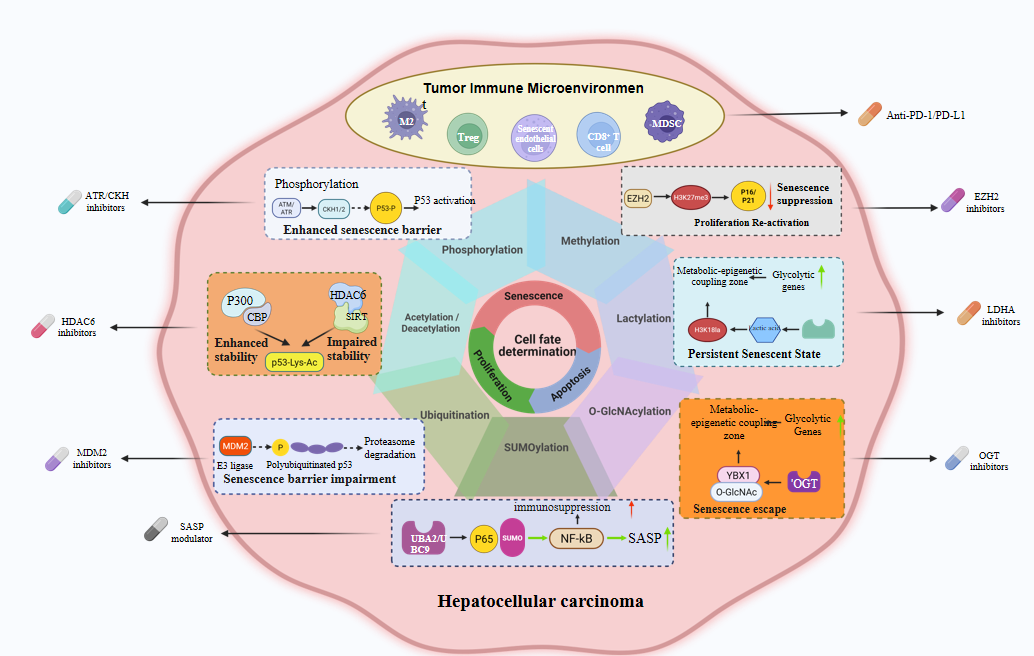 Tumor Immune Microenvironmen
t
M2
Treg
Senescent
endothelial
cells
CD8+ T
cell
MDSC
Anti-PD-1/PD-L1
ATR/CKH
inhibitors
Phosphorylation
ATM/
ATR
CKH1/2
P53-P
P53 activation
Enhanced senescence barrier
EZH2
H3K27me3
P16/
P21
Senescence
suppression
Proliferation Re-activation
EZH2
inhibitors
Phosphorylation
Methylation
HDAC6
inhibitors
P300
CBP
HDAC6
SIRT
Enhanced
stability
Impaired
stability
p53-Lys-Ac
Acetylation /
Deacetylation
Senescence
Cell fate
determination
Proliferation
Apoptosis
Lactylation
Metabolic-epigenetic
coupling zone
Glycolytic
genes
H3K18la
Lactic acid
Persistent Senescent State
LDHA
inhibitors
Ubiquitination
SUMOylation
O-GlcNAcylation
MDM2
inhibitors
MDM2
E3 ligase
P
Polyubiquitinated p53
Proteasome
degradation
Senescence barrier impairment
Metabolic-
epigenetic coupling
zone
Glycolytic
Genes
YBX1
O-GlcNAc
'OGT
Senescence escape
OGT
inhibitors
SASP
modulator
UBA2/U
BC9
P65
SUMO
immunosuppression
NF-kB
SASP
Hepatocellular carcinoma